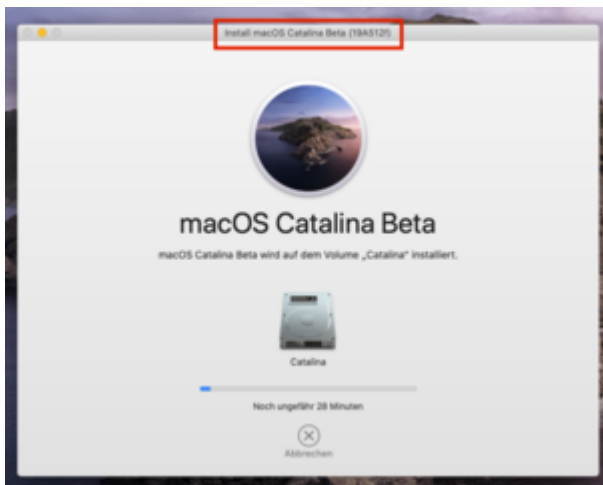 Install macOS Catalina Beta (19A512f)
macOS Catalina Beta
macOS Catalina Beta wird auf dem Volume „Catalina“ installiert.
Catalina
Noch ungefähr 28 Minuten
Abbrechen